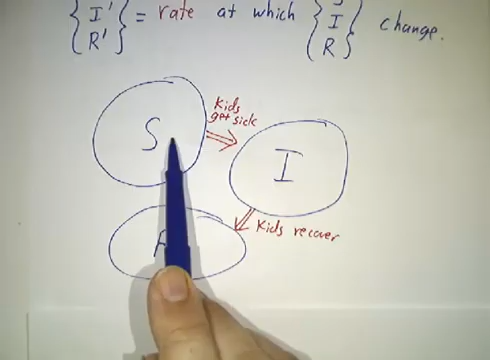 I' } = rate at which { I } change.
R' R
Kids
get sick
S
I
Kids recover